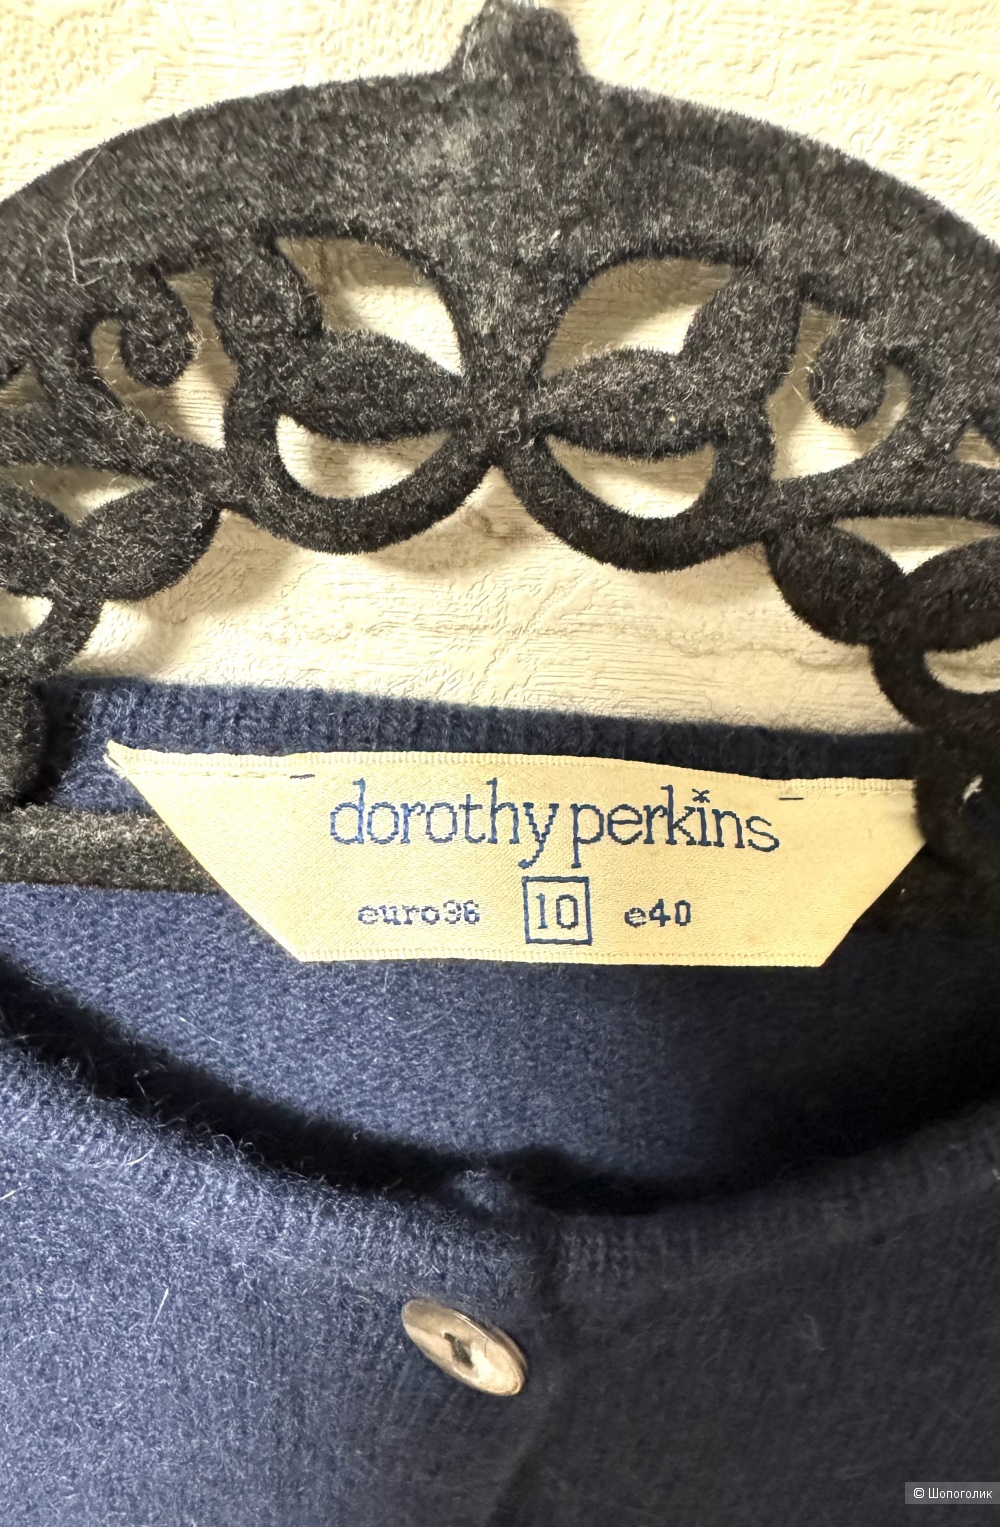 dorothy perkins
euro36 10 e40
© Шопоголик